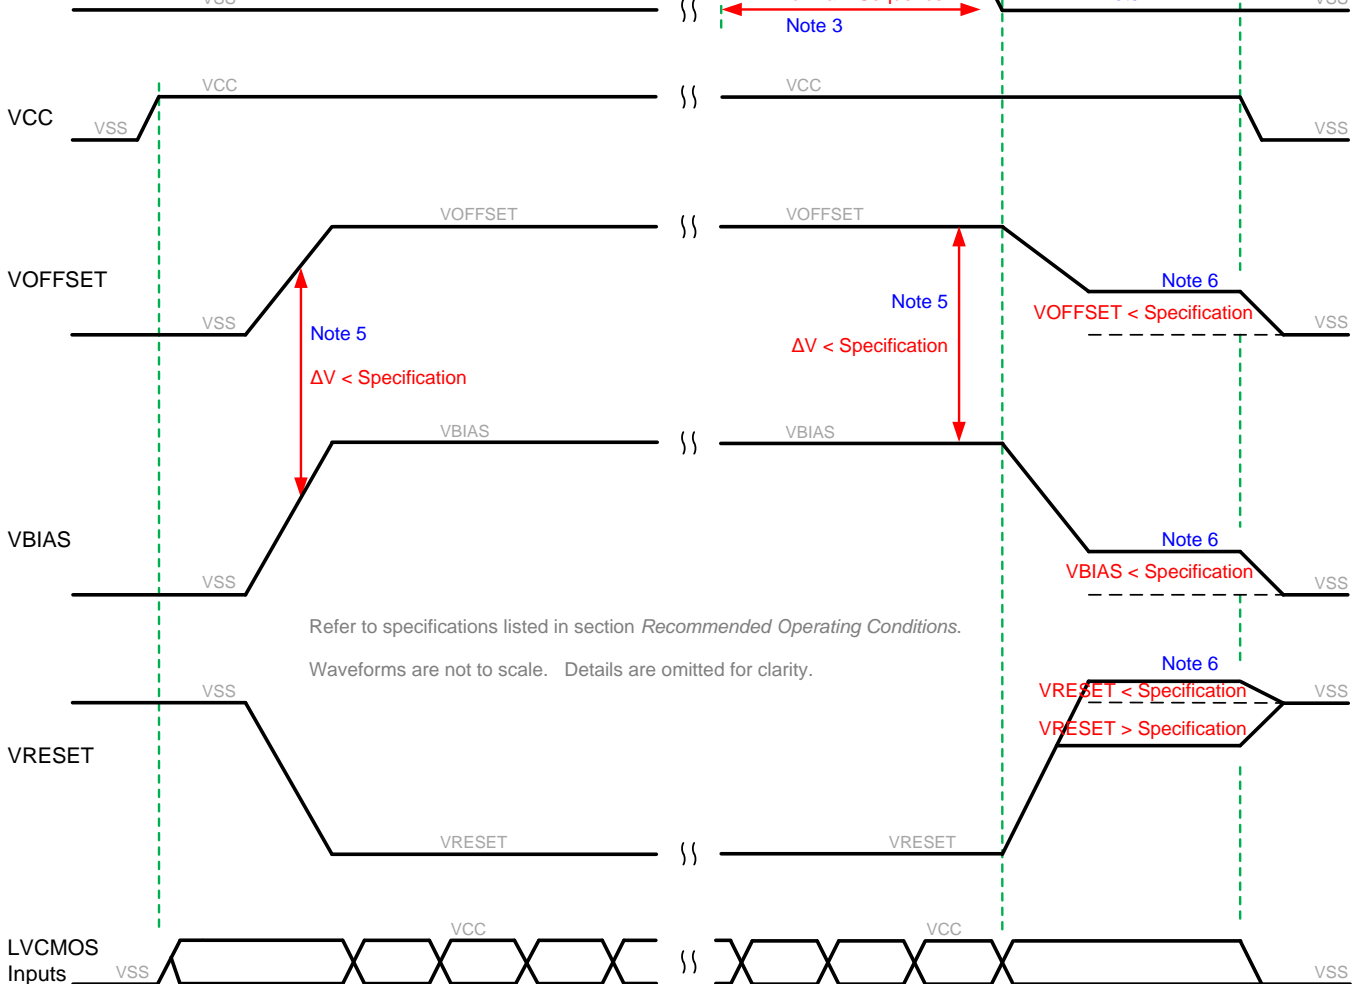 Note 3
VCC
VCC
VCC
VSS
VSS
VOFFSET
VOFFSET
VOFFSET
Note 6
Note 5
VOFFSET < Specification
VSS
VSS
Note 5
ΔV < Specification
ΔV < Specification
VBIAS
VBIAS
VBIAS
Note 6
VBIAS < Specification
VSS
VSS
Refer to specifications listed in section Recommended Operating Conditions.
Waveforms are not to scale. Details are omitted for clarity.
Note 6
VSS
VRESET < Specification
VSS
VRESET > Specification
VRESET
VRESET
VRESET
VCC
VCC
LVCMOS
Inputs
VSS
VSS